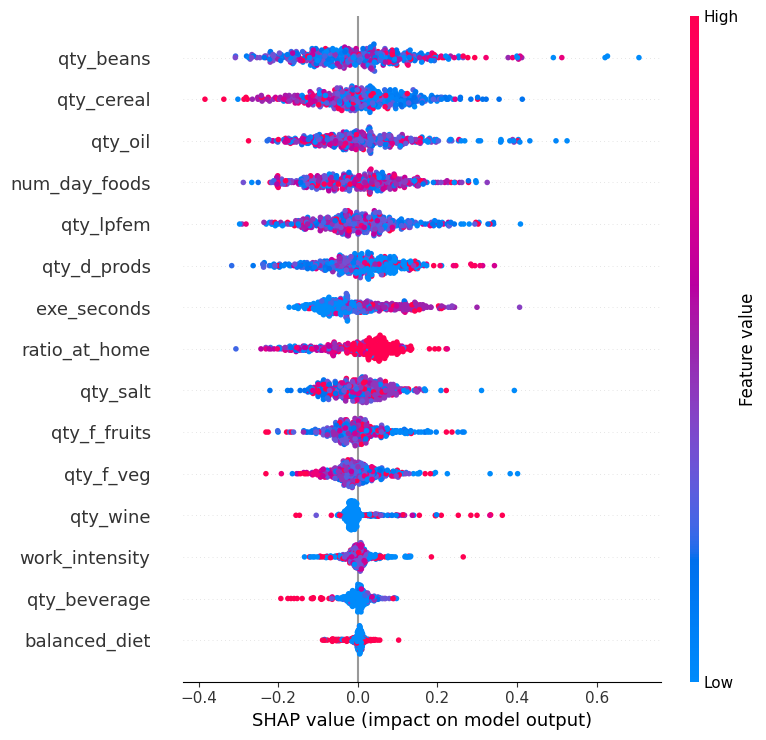 High
qty_beans
qty_cereal
qty_oil
num_day_foods
qty_lpfem
qty_d_prods
exe_seconds
ratio_at_home
qty_salt
qty_f_fruits
qty_f_veg
qty_wine
work_intensity
qty_beverage
balanced_diet
Feature value
Low
−0.4 −0.2 0.0 0.2 0.4 0.6
SHAP value (impact on model output)